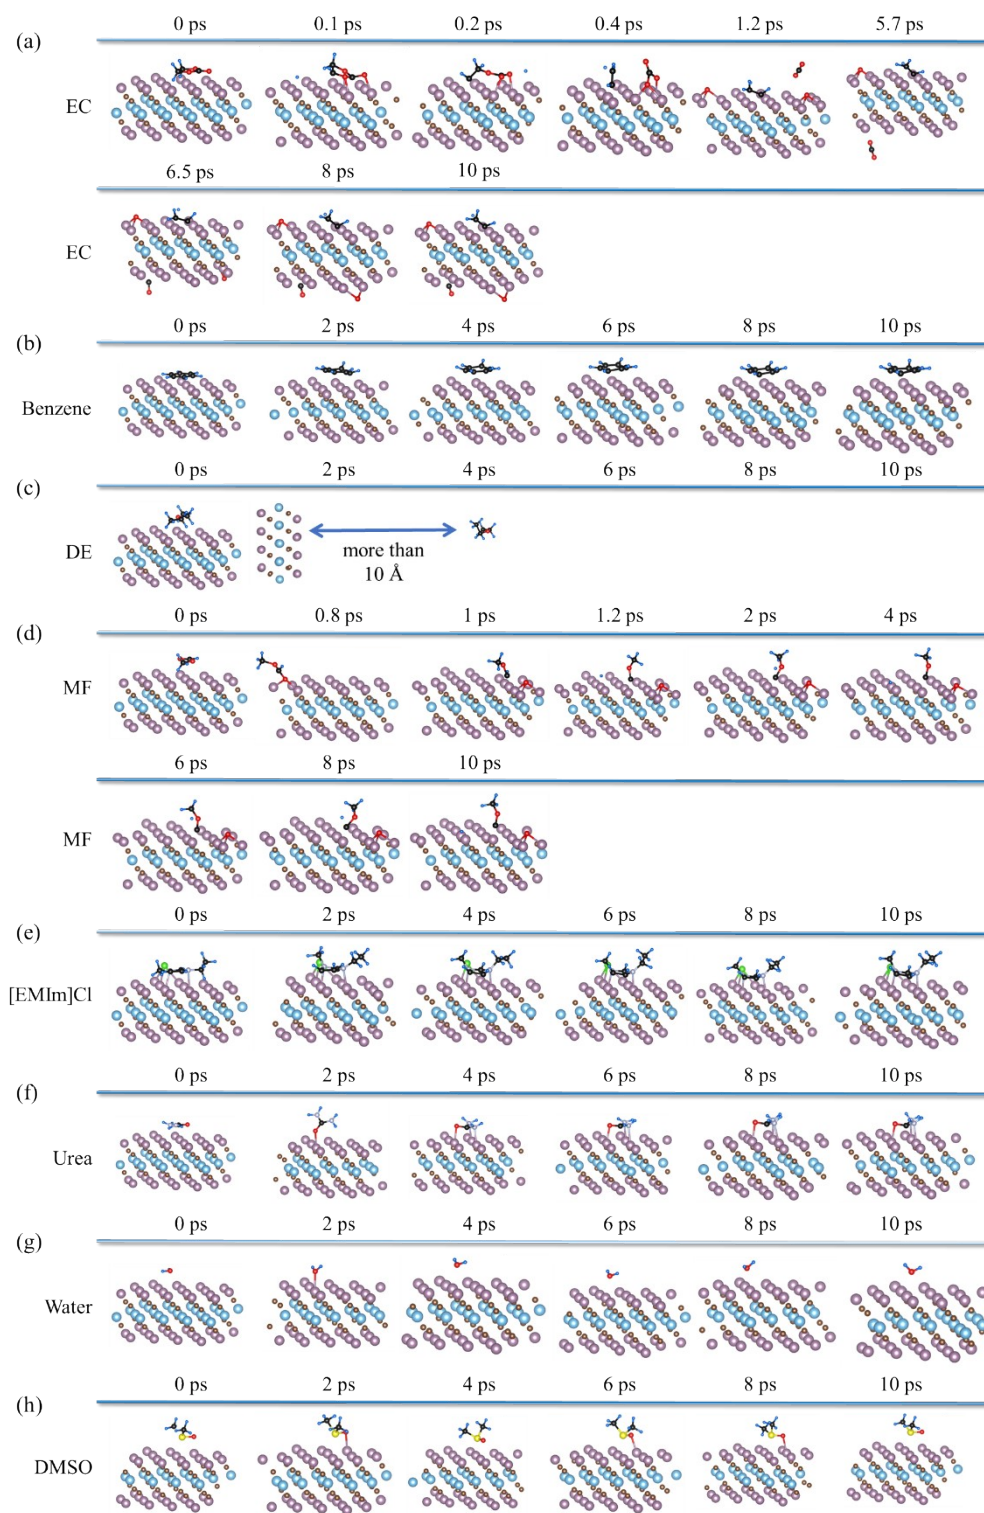 0 ps 0.1 ps 0.2 ps 0.4 ps 1.2 ps 5.7 ps
(a)
EC
6.5 ps 8 ps 10 ps
EC
0 ps 2 ps 4 ps 6 ps 8 ps 10 ps
(b)
Benzene
0 ps 2 ps 4 ps 6 ps 8 ps 10 ps
(c)
DE
more than
10 Å
0 ps 0.8 ps 1 ps 1.2 ps 2 ps 4 ps
(d)
MF
6 ps 8 ps 10 ps
MF
0 ps 2 ps 4 ps 6 ps 8 ps 10 ps
(e)
[EMIm]Cl
0 ps 2 ps 4 ps 6 ps 8 ps 10 ps
(f)
Urea
0 ps 2 ps 4 ps 6 ps 8 ps 10 ps
(g)
Water
0 ps 2 ps 4 ps 6 ps 8 ps 10 ps
(h)
DMSO